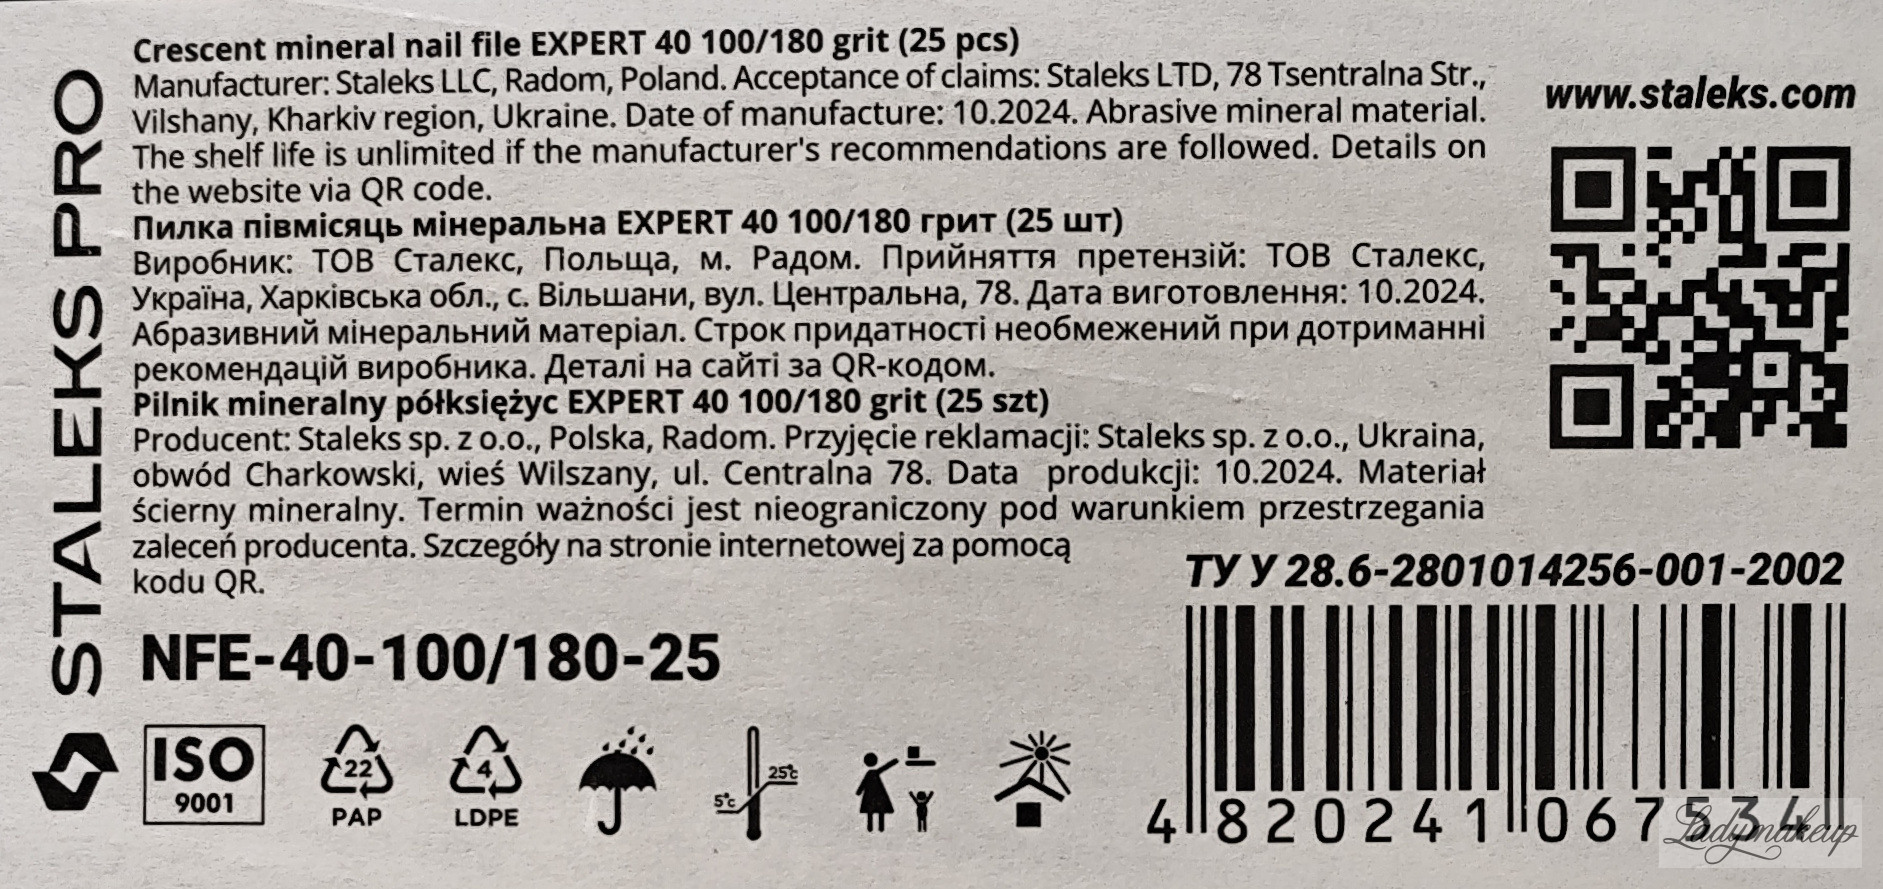 STALEKS PRO
Crescent mineral nail file EXPERT 40 100/180 grit (25 pcs)
Manufacturer: Staleks LLC, Radom, Poland. Acceptance of claims: Staleks LTD, 78 Tsentralna Str.,
Vilshany, Kharkiv region, Ukraine. Date of manufacture: 10.2024. Abrasive mineral material.
The shelf life is unlimited if the manufacturer's recommendations are followed. Details on
the website via QR code.
Пилка півмісяць мінеральна EXPERT 40 100/180 грит (25 шт)
Виробник: ТОВ Сталекс, Польща, м. Радом. Прийняття претензій: ТОВ Сталекс,
Україна, Харківська обл., с. Вільшани, вул. Центральна, 78. Дата виготовлення: 10.2024.
Абразивний мінеральний матеріал. Строк придатності необмежений при дотриманні
рекомендацій виробника. Деталі на сайті за QR-кодом.
Pilnik mineralny półksiężyc EXPERT 40 100/180 grit (25 szt)
Producent: Staleks sp. z o.o., Polska, Radom. Przyjęcie reklamacji: Staleks sp. z o.o., Ukraina,
obwód Charkowski, wieś Wilszany, ul. Centralna 78. Data produkcji: 10.2024. Materiał
ścierny mineralny. Termin ważności jest nieograniczony pod warunkiem przestrzegania
zaleceń producenta. Szczegóły na stronie internetowej za pomocą
kodu QR.
www.staleks.com
NFE-40-100/180-25
ТУ У 28.6-2801014256-001-2002
ISO
9001
22
PAP
4
LDPE
5°c
25°c
4 820241 067534
Ladymakeup